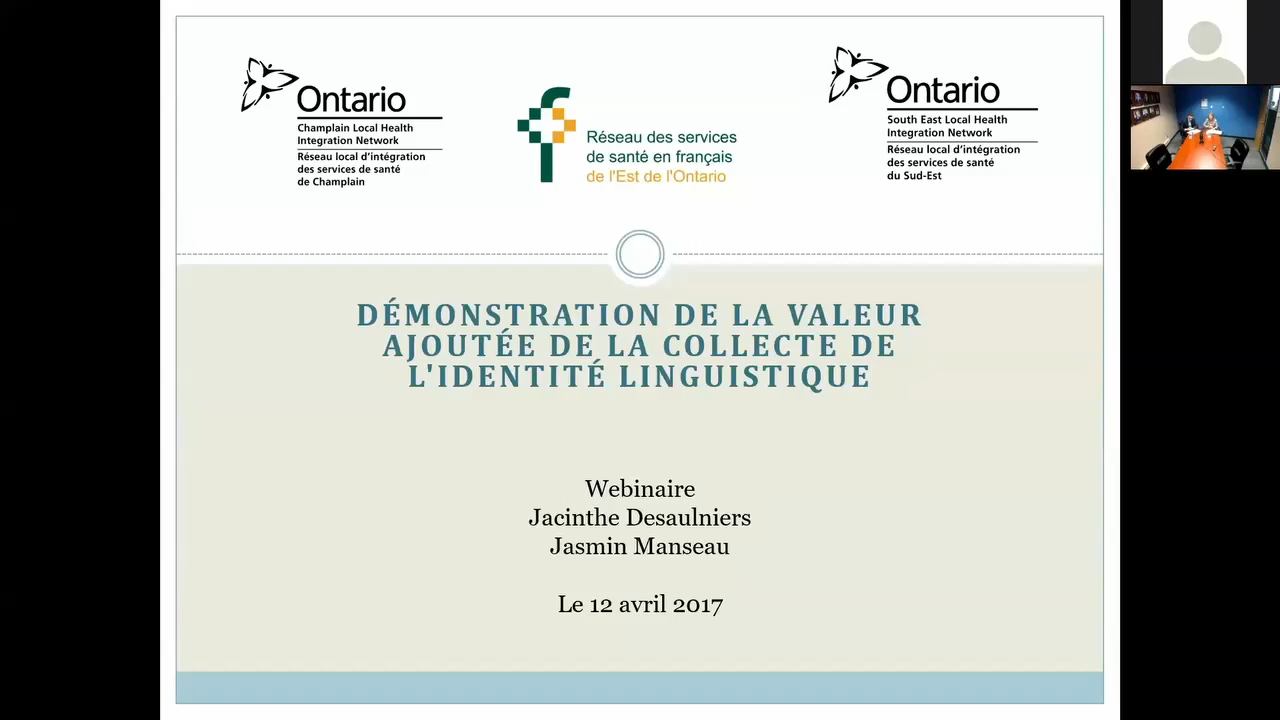 Ontario
Champlain Local Health
Integration Network
Réseau local d'intégration
des services de santé
de Champlain
Réseau des services
de santé en français
de l'Est de l'Ontario
Ontario
South East Local Health
Integration Network
Réseau local d'intégration
des services de santé
du Sud-Est
DÉMONSTRATION DE LA VALEUR
AJOUTÉE DE LA COLLECTE DE
L'IDENTITÉ LINGUISTIQUE
Webinaire
Jacinthe Desaulniers
Jasmin Manseau
Le 12 avril 2017